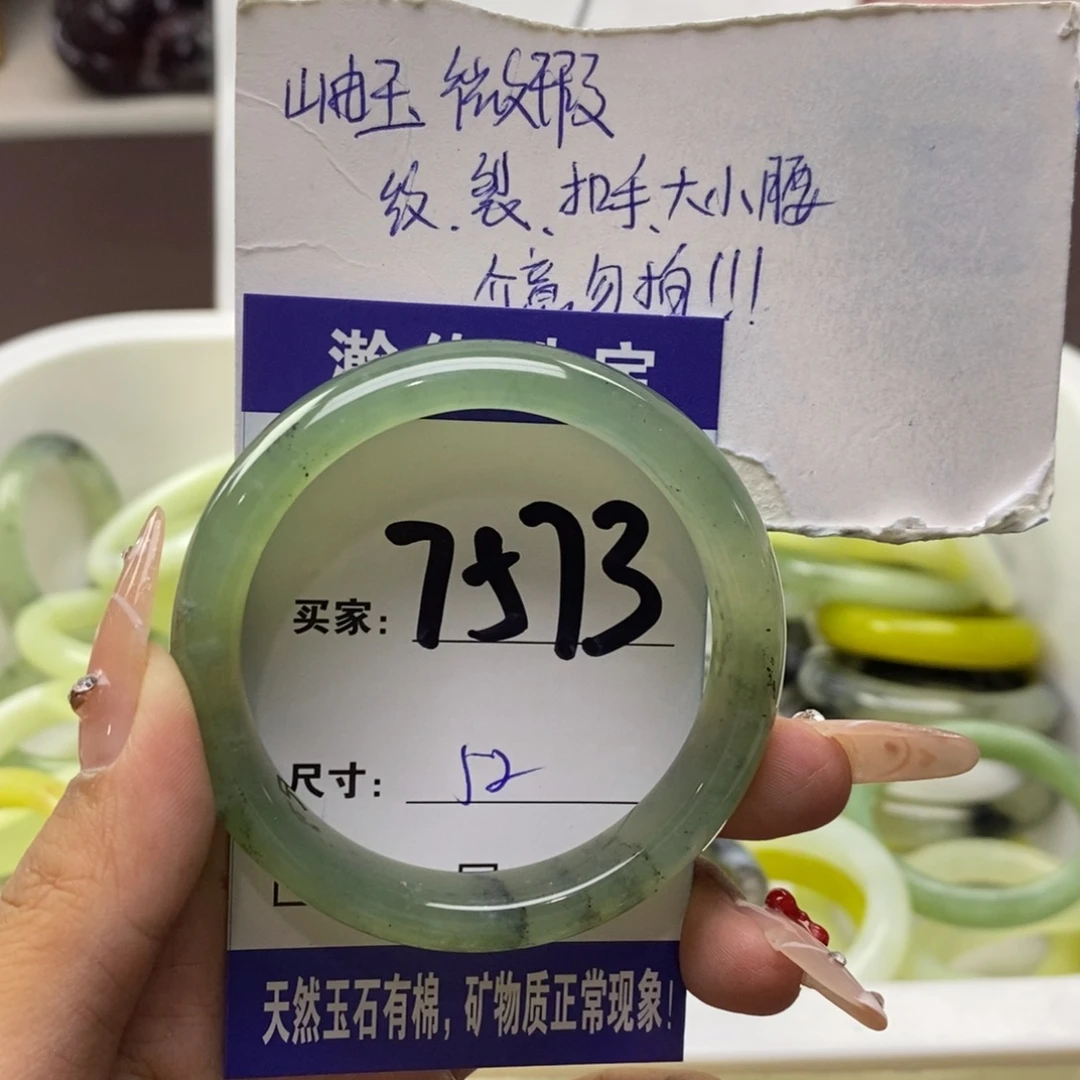 岫玉 微瑕
纹.裂、扣手、大小腰
介意勿拍!!!
买家: 7573
尺寸: 52
天然玉石有棉,矿物质正常现象!